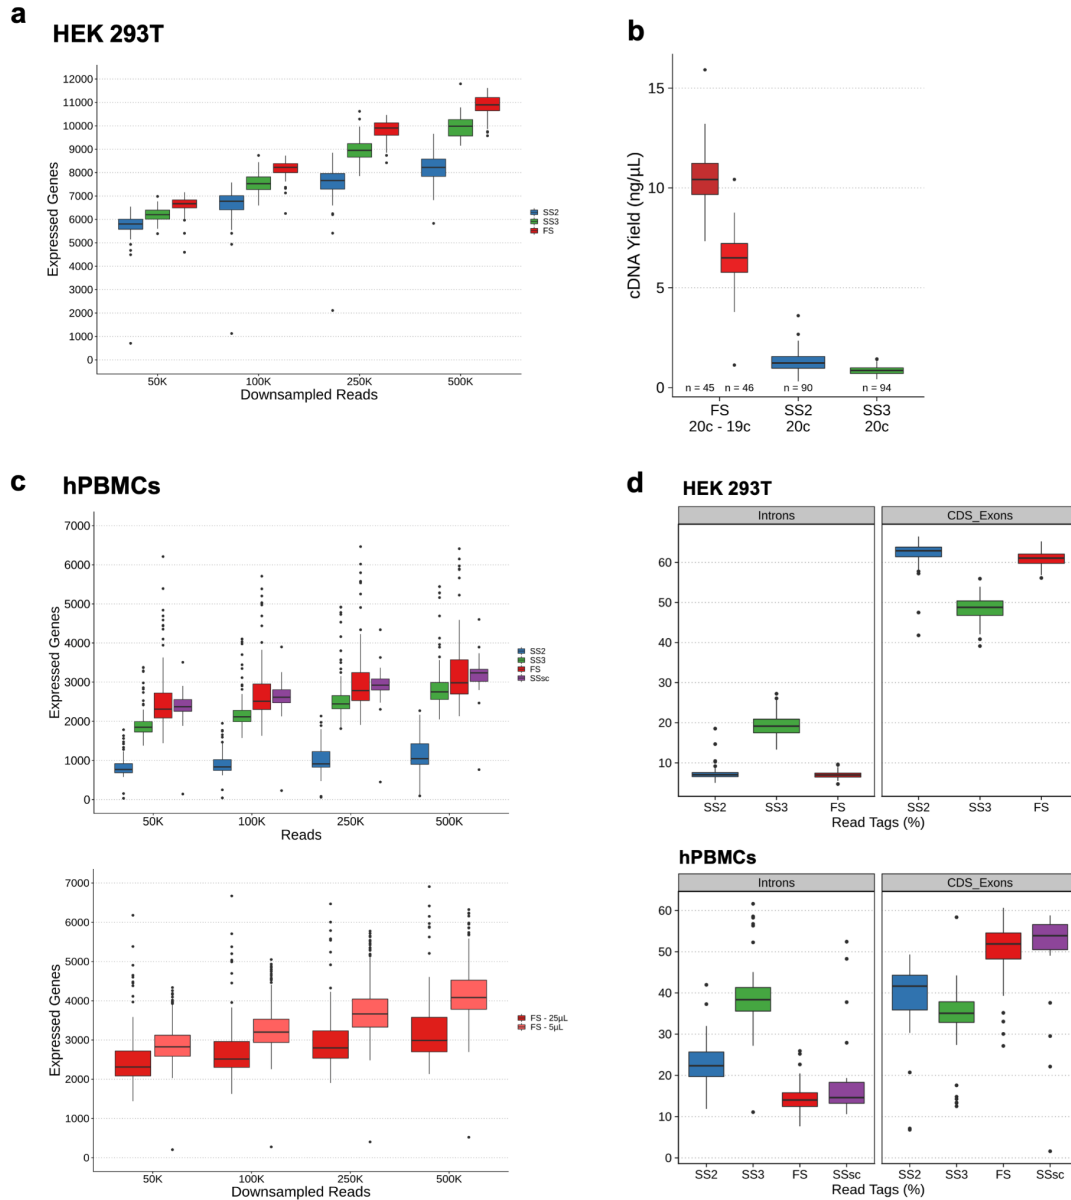 a
HEK 293T
12000
11000
10000
9000
8000
7000
6000
5000
4000
3000
2000
1000
0
Expressed Genes
50K 100K 250K 500K
Downsampled Reads
SS2
SS3
FS
b
15
10
5
0
cDNA Yield (ng/µL)
n = 45 n = 46 n = 90 n = 94
FS SS2 SS3
20c - 19c 20c 20c
c
hPBMCs
7000
6000
5000
4000
3000
2000
1000
0
Expressed Genes
50K 100K 250K 500K
Reads
SS2
SS3
FS
SSsc
7000
6000
5000
4000
3000
2000
1000
0
Expressed Genes
50K 100K 250K 500K
Downsampled Reads
FS - 25µL
FS - 5µL
d
HEK 293T
Introns CDS_Exons
60
50
40
30
20
10
SS2 SS3 FS SS2 SS3 FS
Read Tags (%)
hPBMCs
Introns CDS_Exons
60
50
40
30
20
10
0
SS2 SS3 FS SSsc SS2 SS3 FS SSsc
Read Tags (%)